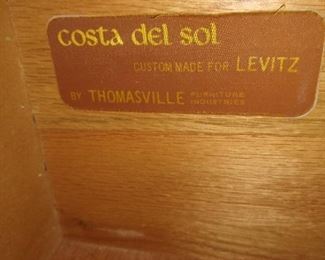 costa del sol
CUSTOM MADE FOR LEVITZ
BY THOMASVILLE FURNITURE
INDUSTRIES